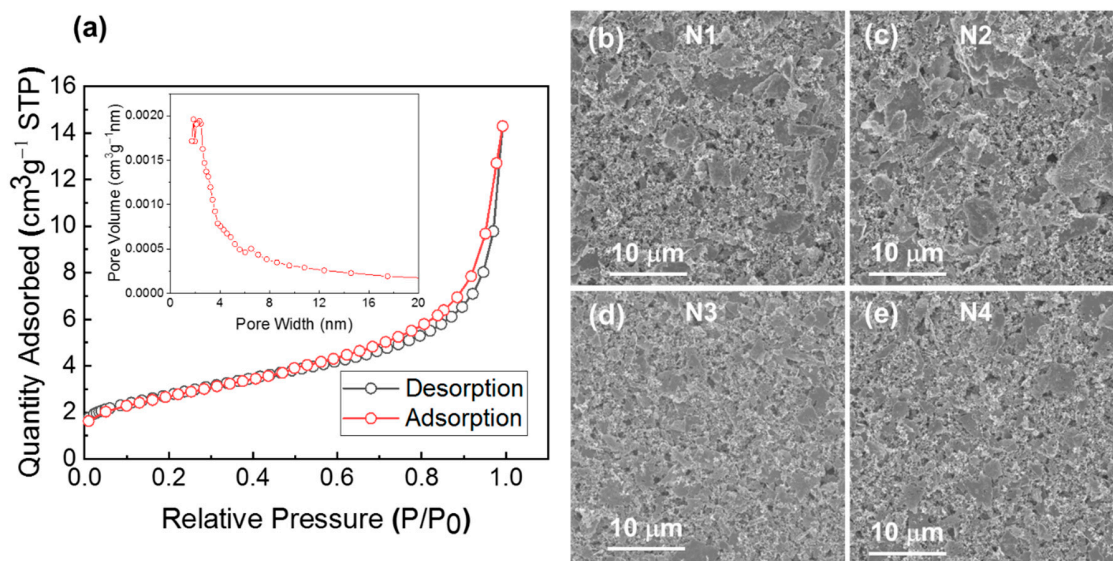 (a)
Quantity Adsorbed (cm³g⁻¹ STP)
16
14
12
10
8
6
4
2
0
0.0 0.2 0.4 0.6 0.8 1.0
Relative Pressure (P/P₀)
Pore Volume (cm³g⁻¹nm)
0.0020
0.0015
0.0010
0.0005
0.0000
0 4 8 12 16 20
Pore Width (nm)
Desorption
Adsorption
(b) N1
10 μm
(c) N2
10 μm
(d) N3
10 μm
(e) N4
10 μm